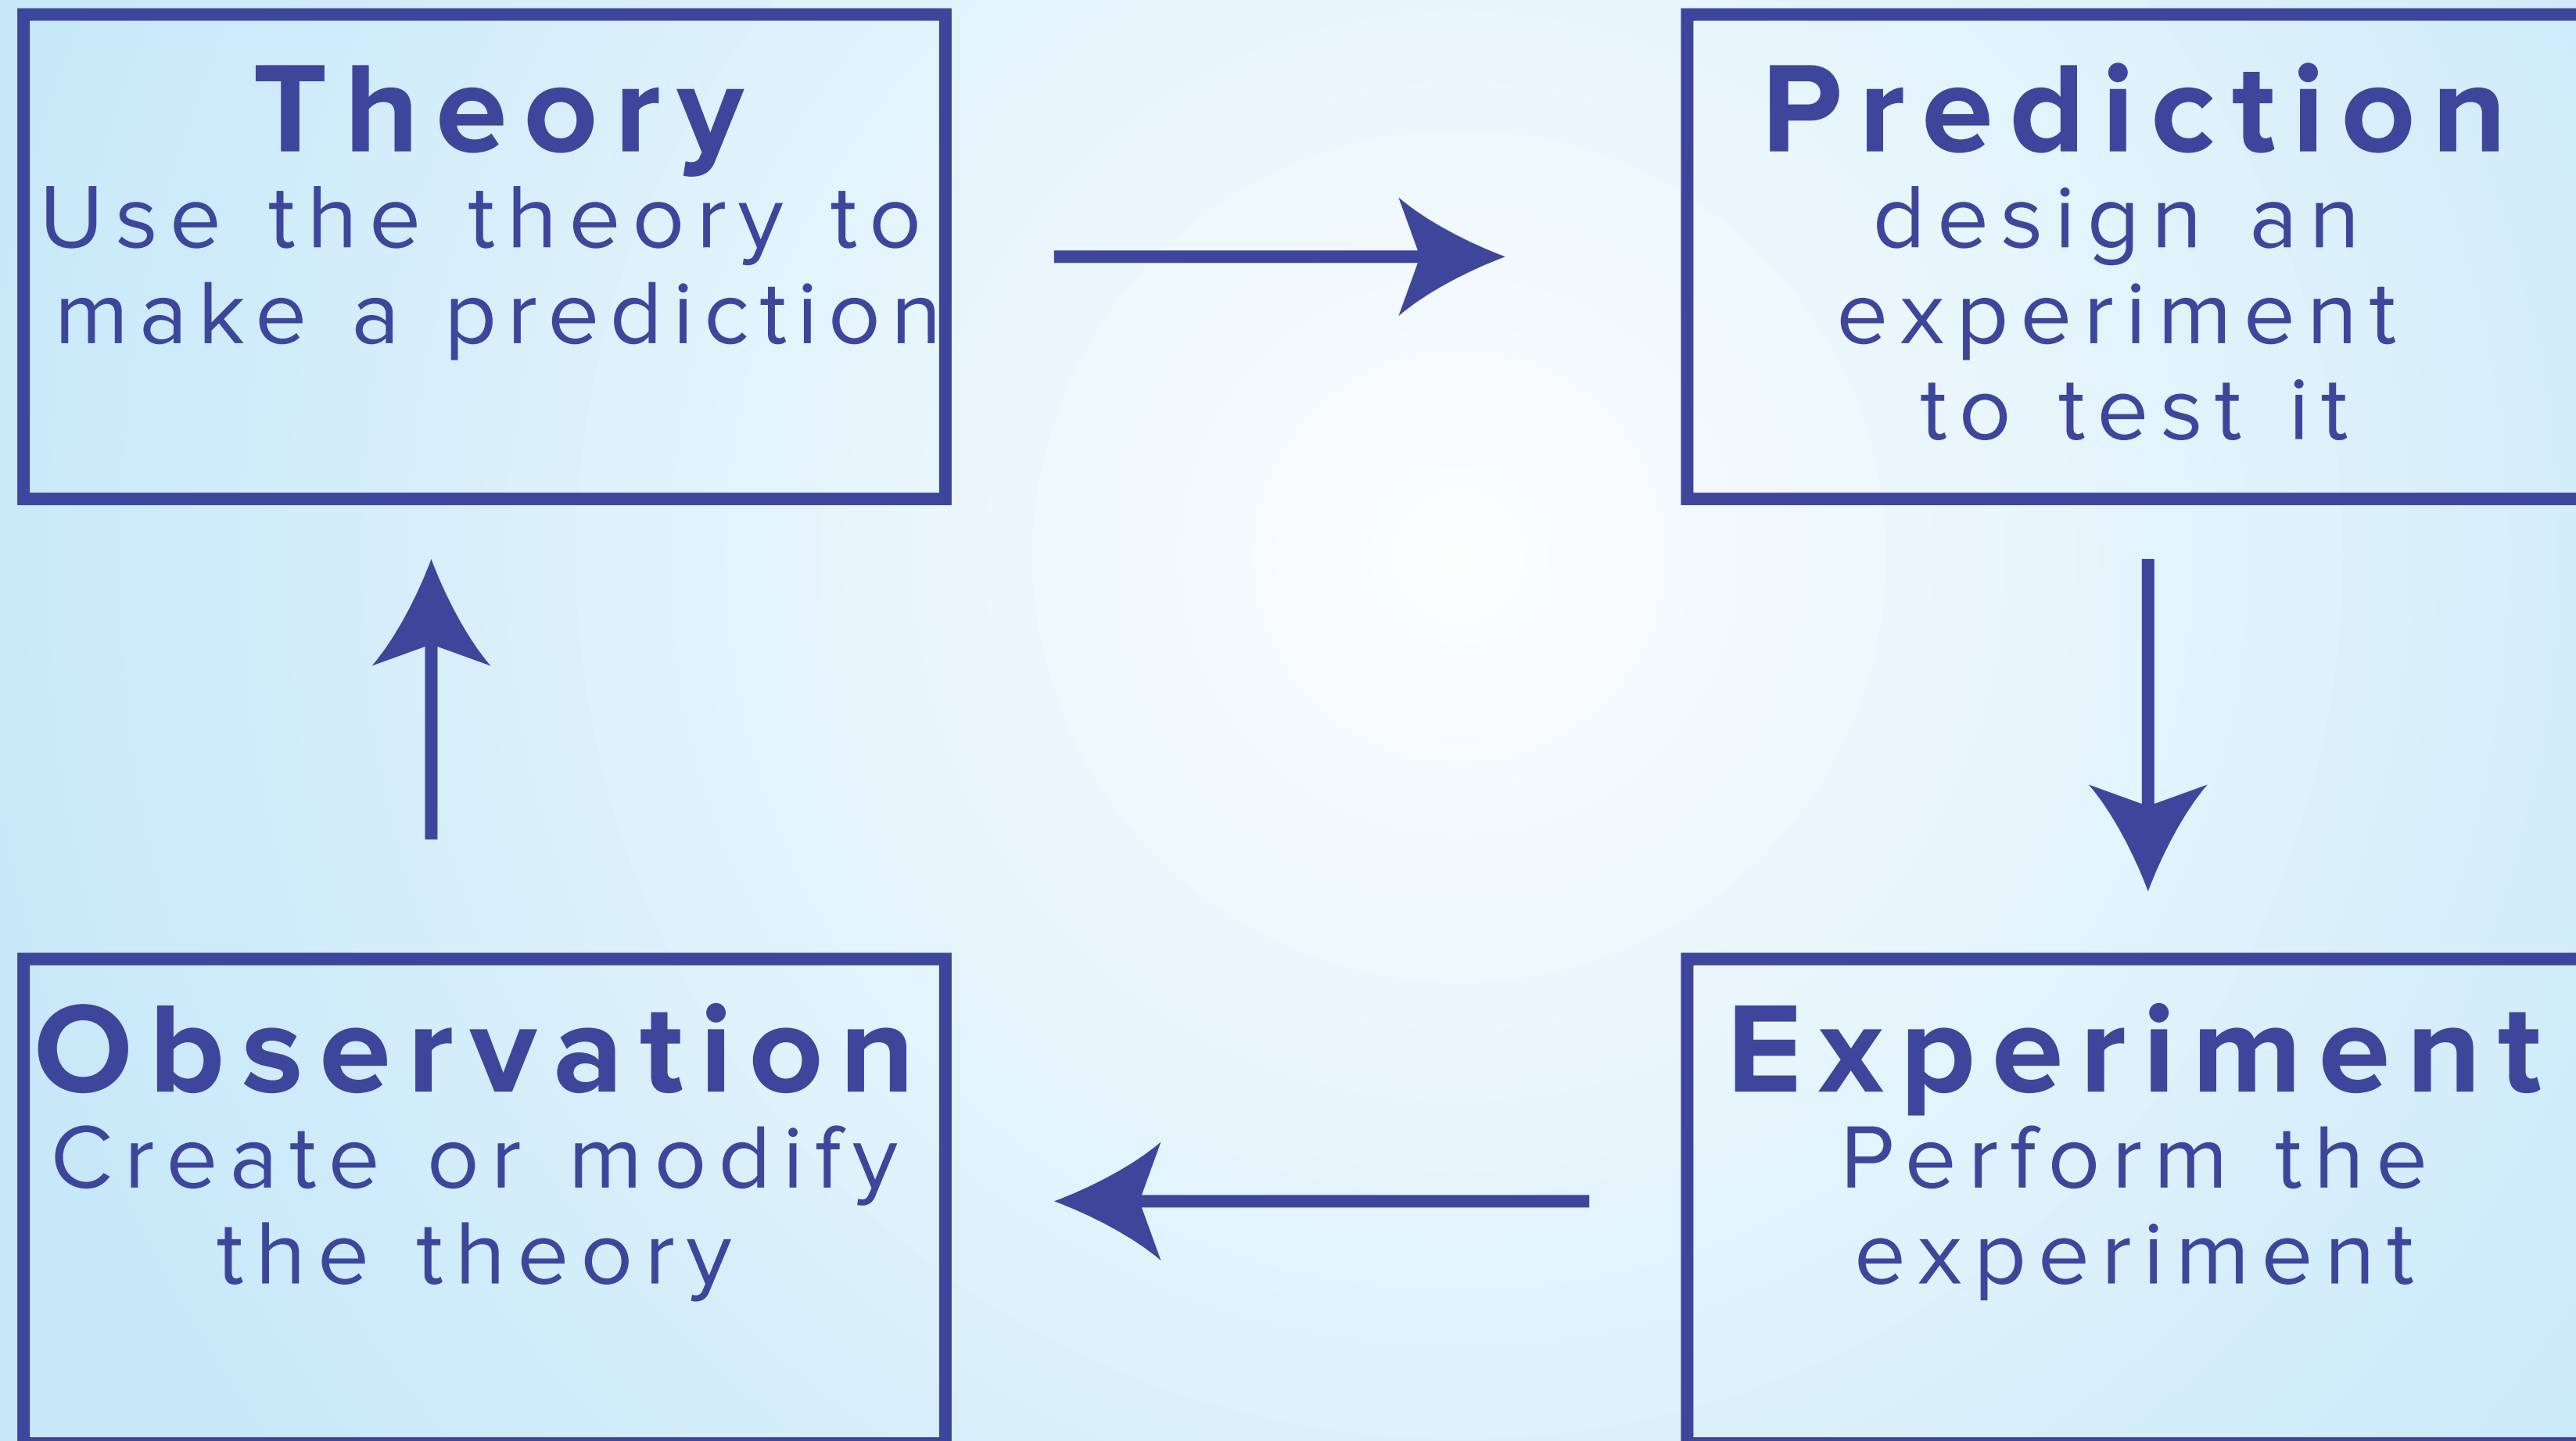 Theory
Use the theory to
make a prediction
Prediction
design an
experiment
to test it
Observation
Create or modify
the theory
Experiment
Perform the
experiment